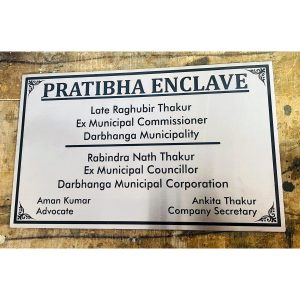 PRATIBHA ENCLAVE
Late Raghubir Thakur
Ex Municipal Commissioner
Darbhanga Municipality
Rabindra Nath Thakur
Ex Municipal Councillor
Darbhanga Municipal Corporation
Aman Kumar
Advocate
Ankita Thakur
Company Secretary